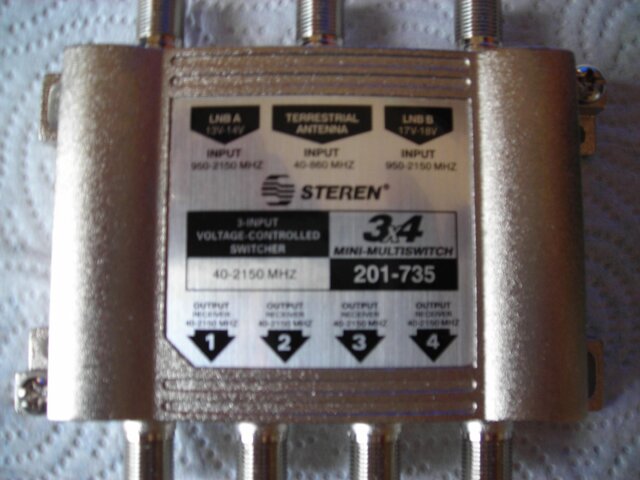 LNB A
13V-14V
TERRESTRIAL
ANTENNA
LNB B
17V-18V
INPUT
950-2150 MHZ
INPUT
40-860 MHZ
INPUT
950-2150 MHZ
STEREN®
3-INPUT
VOLTAGE-CONTROLLED
SWITCHER
3x4
MINI-MULTISWITCH
40-2150 MHZ
201-735
OUTPUT
RECEIVER
40-2150 MHZ
1
OUTPUT
RECEIVER
40-2150 MHZ
2
OUTPUT
RECEIVER
40-2150 MHZ
3
OUTPUT
RECEIVER
40-2150 MHZ
4